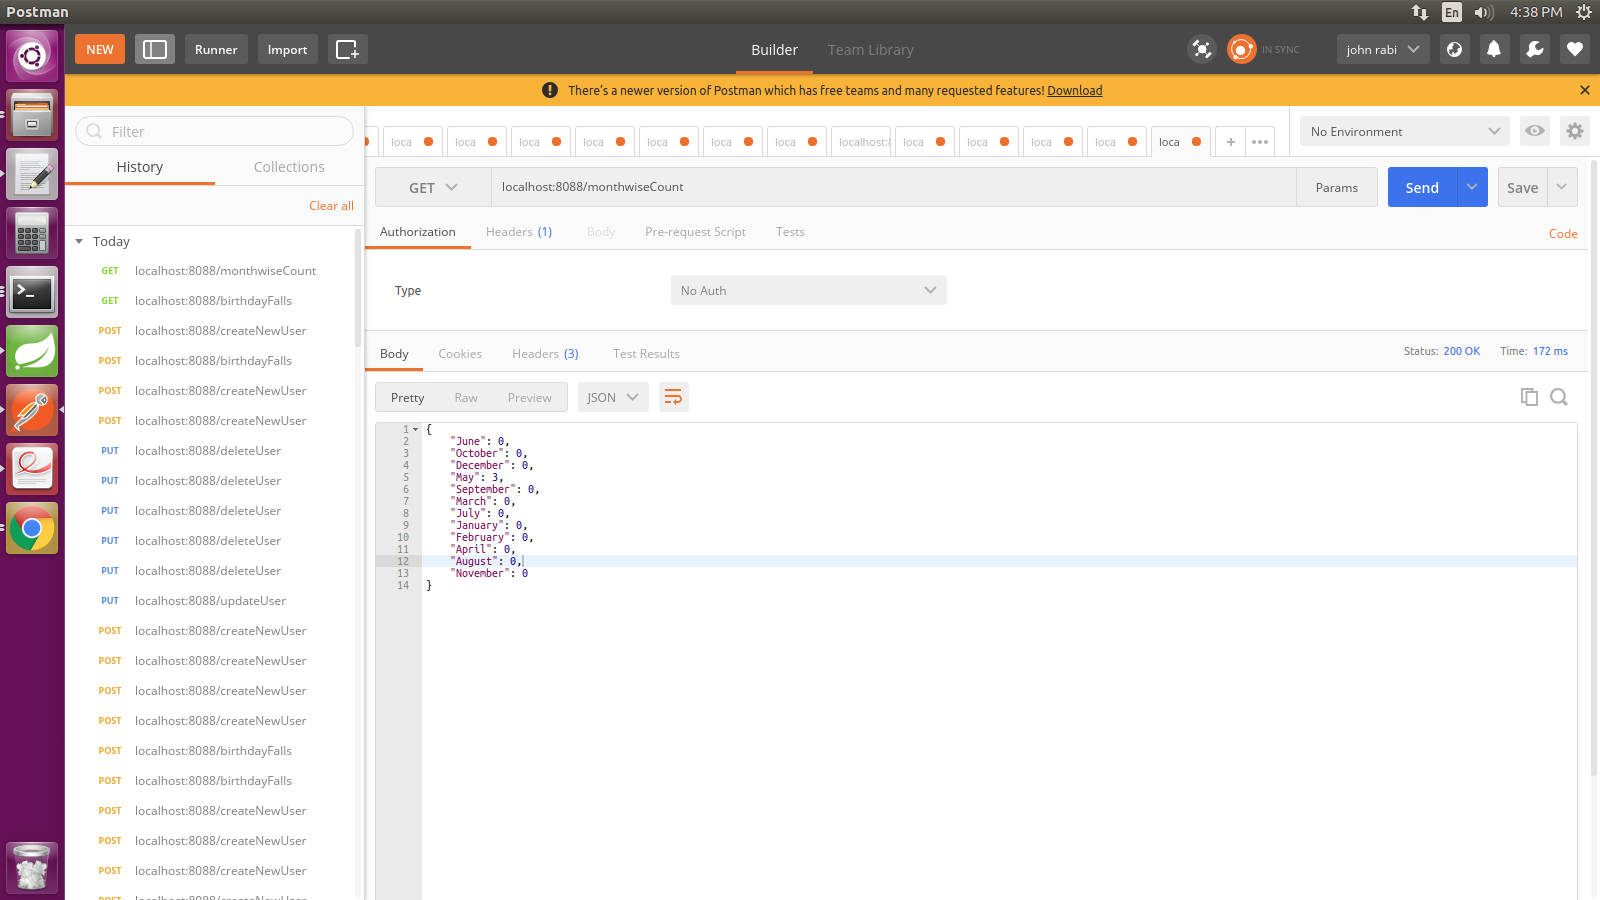 Postman
En
4:38 PM
NEW
Runner
Import
Builder
Team Library
IN SYNC
john rabi
There's a newer version of Postman which has free teams and many requested features! Download
Filter
History
Collections
Clear all
Today
GET localhost:8088/monthwiseCount
GET localhost:8088/birthdayFalls
POST localhost:8088/createNewUser
POST localhost:8088/birthdayFalls
POST localhost:8088/createNewUser
POST localhost:8088/createNewUser
PUT localhost:8088/deleteUser
PUT localhost:8088/deleteUser
PUT localhost:8088/deleteUser
PUT localhost:8088/deleteUser
PUT localhost:8088/deleteUser
PUT localhost:8088/updateUser
POST localhost:8088/createNewUser
POST localhost:8088/createNewUser
POST localhost:8088/createNewUser
POST localhost:8088/createNewUser
POST localhost:8088/birthdayFalls
POST localhost:8088/birthdayFalls
POST localhost:8088/createNewUser
POST localhost:8088/createNewUser
POST localhost:8088/createNewUser
loca loca loca loca loca loca loca localhost: loca loca loca loca loca + •••
No Environment
GET localhost:8088/monthwiseCount Params Send Save
Authorization Headers (1) Body Pre-request Script Tests Code
Type No Auth
Body Cookies Headers (3) Test Results Status: 200 OK Time: 172 ms
Pretty Raw Preview JSON
1 {
2 "June": 0,
3 "October": 0,
4 "December": 0,
5 "May": 3,
6 "September": 0,
7 "March": 0,
8 "July": 0,
9 "January": 0,
10 "February": 0,
11 "April": 0,
12 "August": 0,
13 "November": 0
14 }